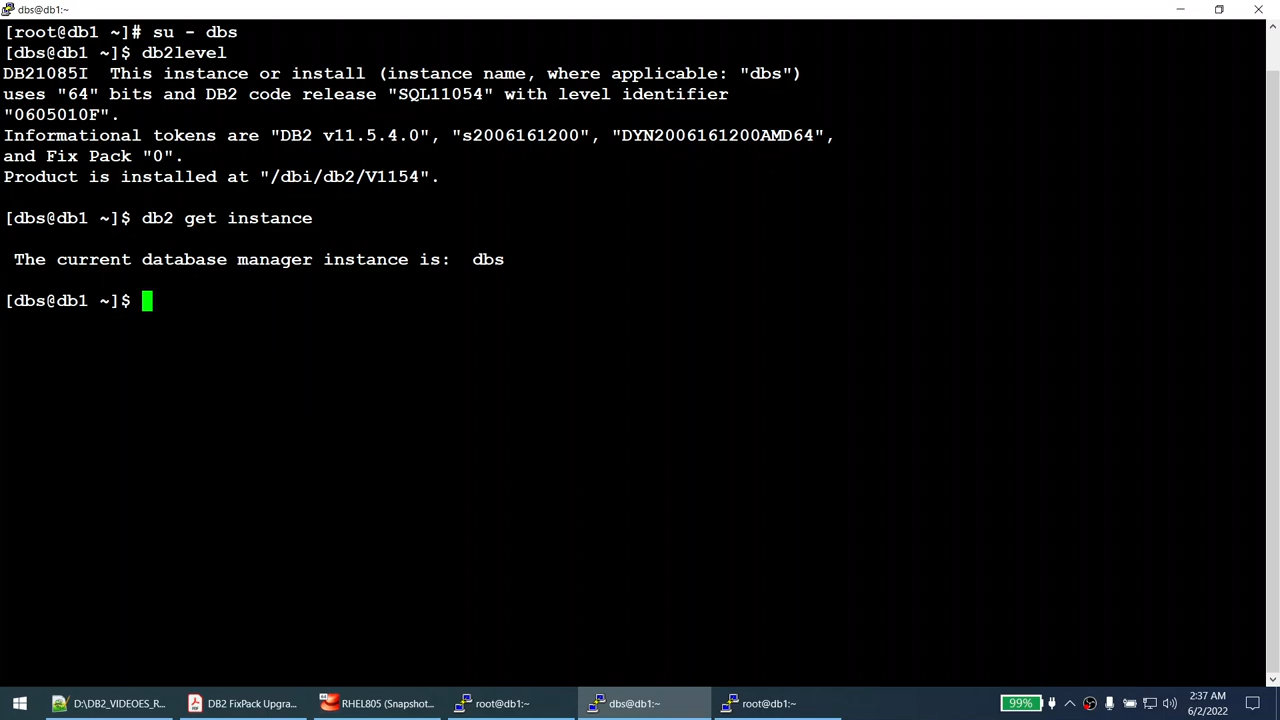 dbs@db1:~
[root@db1 ~]# su - dbs
[dbs@db1 ~]$ db2level
DB21085I  This instance or install (instance name, where applicable: "dbs")
uses "64" bits and DB2 code release "SQL11054" with level identifier
"0605010F".
Informational tokens are "DB2 v11.5.4.0", "s2006161200", "DYN2006161200AMD64",
and Fix Pack "0".
Product is installed at "/dbi/db2/V1154".
[dbs@db1 ~]$ db2 get instance
The current database manager instance is:  dbs
[dbs@db1 ~]$
D:\DB2_VIDEOES_R... DB2 FixPack Upgra... RHEL805 (Snapshot... root@db1:~ dbs@db1:~ root@db1:~ 99% 2:37 AM
6/2/2022